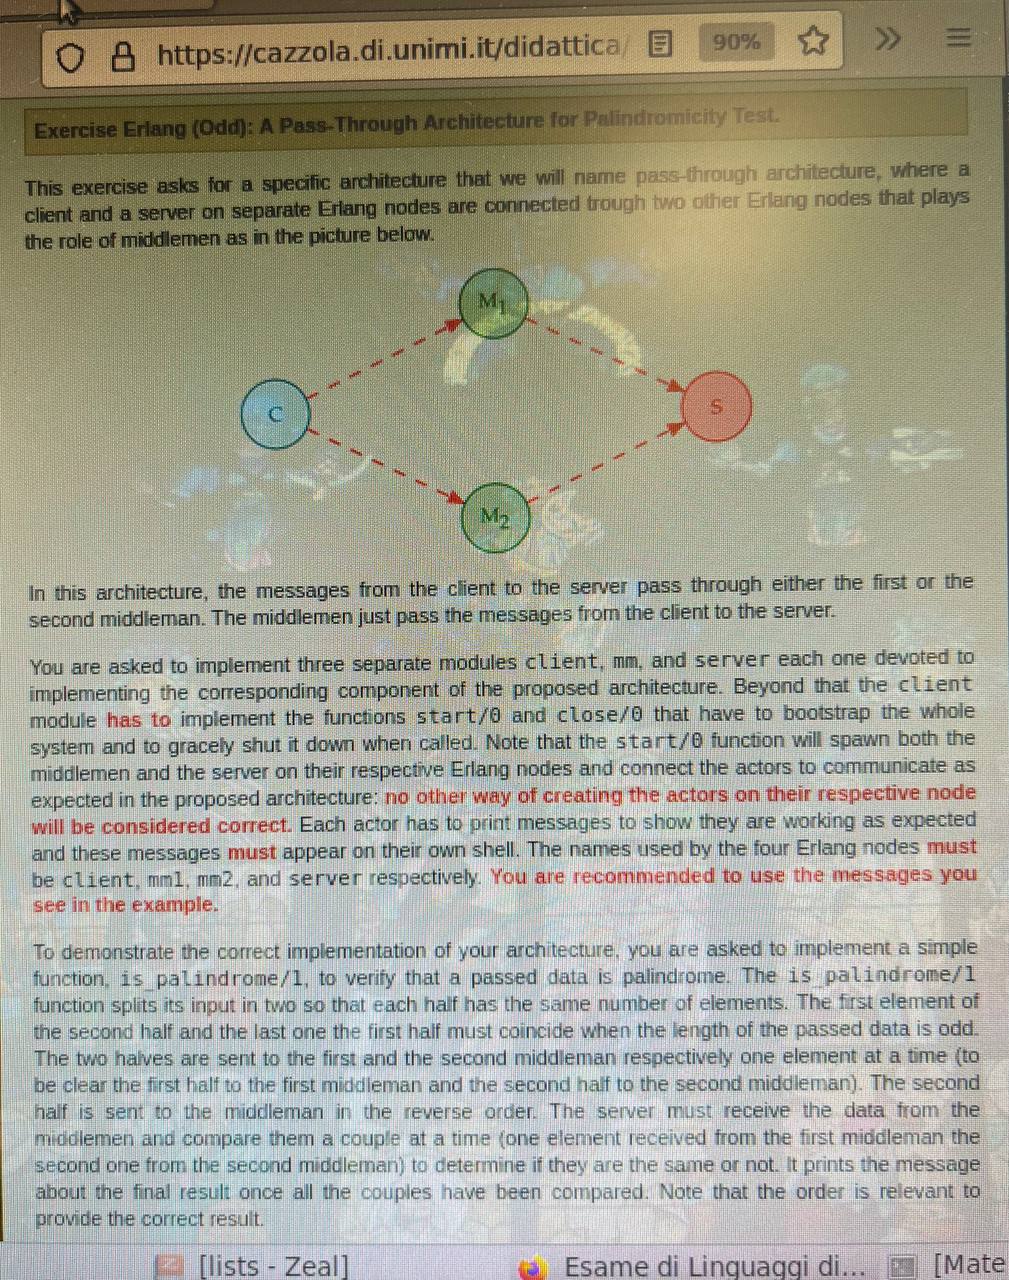 https://cazzola.di.unimi.it/didattica/ 90%
Exercise Erlang (Odd): A Pass-Through Architecture for Palindromicity Test.
This exercise asks for a specific architecture that we will name pass-through architecture, where a
client and a server on separate Erlang nodes are connected trough two other Erlang nodes that plays
the role of middlemen as in the picture below.
M1
C
S
M2
In this architecture, the messages from the client to the server pass through either the first or the
second middleman. The middlemen just pass the messages from the client to the server.
You are asked to implement three separate modules client, mm, and server each one devoted to
implementing the corresponding component of the proposed architecture. Beyond that the client
module has to implement the functions start/0 and close/0 that have to bootstrap the whole
system and to gracely shut it down when called. Note that the start/0 function will spawn both the
middlemen and the server on their respective Erlang nodes and connect the actors to communicate as
expected in the proposed architecture: no other way of creating the actors on their respective node
will be considered correct. Each actor has to print messages to show they are working as expected
and these messages must appear on their own shell. The names used by the four Erlang nodes must
be client, mm1, mm2, and server respectively. You are recommended to use the messages you
see in the example.
To demonstrate the correct implementation of your architecture, you are asked to implement a simple
function, is_palindrome/1, to verify that a passed data is palindrome. The is_palindrome/1
function splits its input in two so that each half has the same number of elements. The first element of
the second half and the last one the first half must coincide when the length of the passed data is odd.
The two halves are sent to the first and the second middleman respectively one element at a time (to
be clear the first half to the first middleman and the second half to the second middleman). The second
half is sent to the middleman in the reverse order. The server must receive the data from the
middlemen and compare them a couple at a time (one element received from the first middleman the
second one from the second middleman) to determine if they are the same or not. It prints the message
about the final result once all the couples have been compared. Note that the order is relevant to
provide the correct result.
[lists - Zeal] Esame di Linguaggi di... [Mate